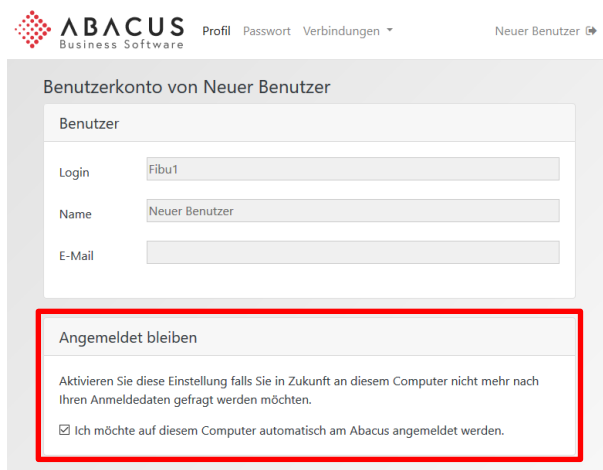 ABACUS
Business Software
Profil Passwort Verbindungen Neuer Benutzer
Benutzerkonto von Neuer Benutzer
Benutzer
Login Fibu1
Name Neuer Benutzer
E-Mail
Angemeldet bleiben
Aktivieren Sie diese Einstellung falls Sie in Zukunft an diesem Computer nicht mehr nach
Ihren Anmeldedaten gefragt werden möchten.
Ich möchte auf diesem Computer automatisch am Abacus angemeldet werden.